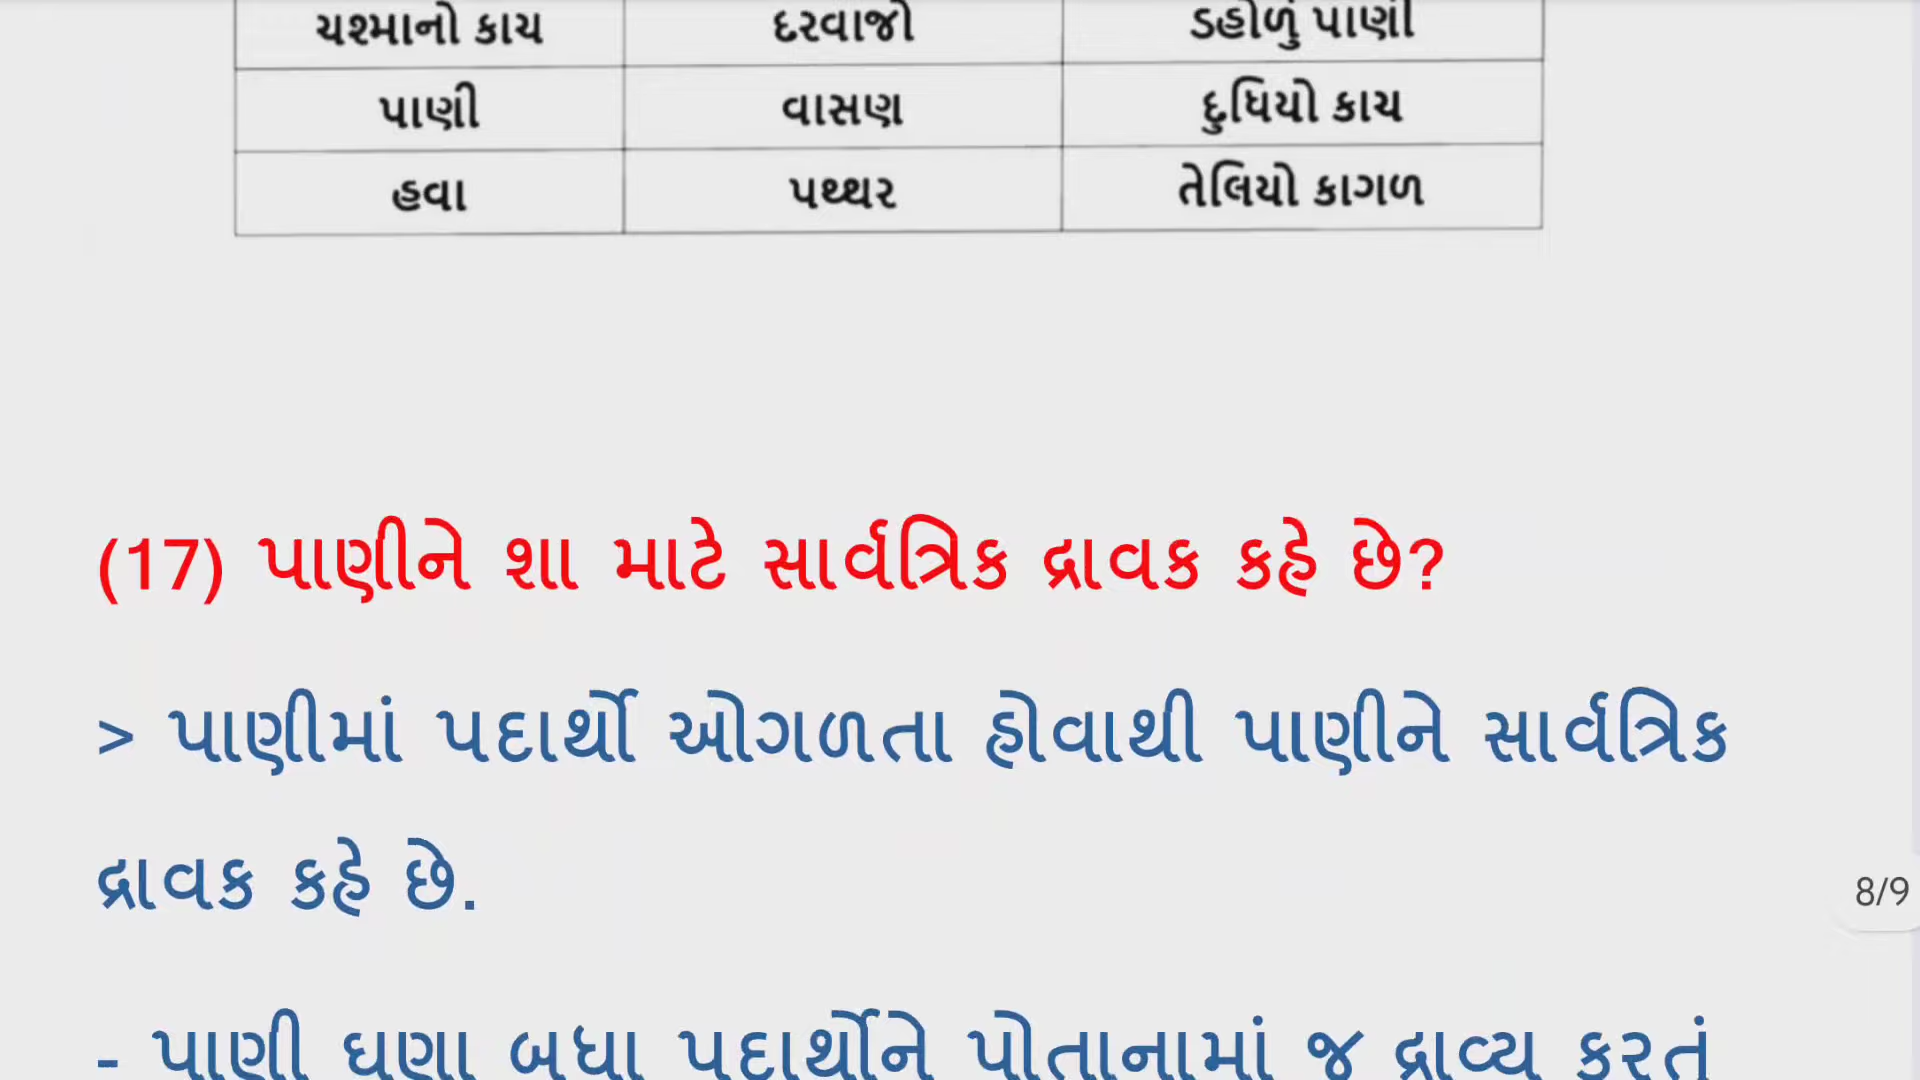 ચશ્માનો કાચ દરવાજો ડહોળું પાણી
પાણી વાસણ દુધિયો કાચ
હવા પથ્થર તેલિયો કાગળ
(17) પાણીને શા માટે સાર્વત્રિક દ્રાવક કહે છે?
> પાણીમાં પદાર્થો ઓગળતા હોવાથી પાણીને સાર્વત્રિક
દ્રાવક કહે છે.
8/9
- પાણી ઘણા બધા પદાર્થોને પોતાનામાં જ દ્રાવ્ય કરતું